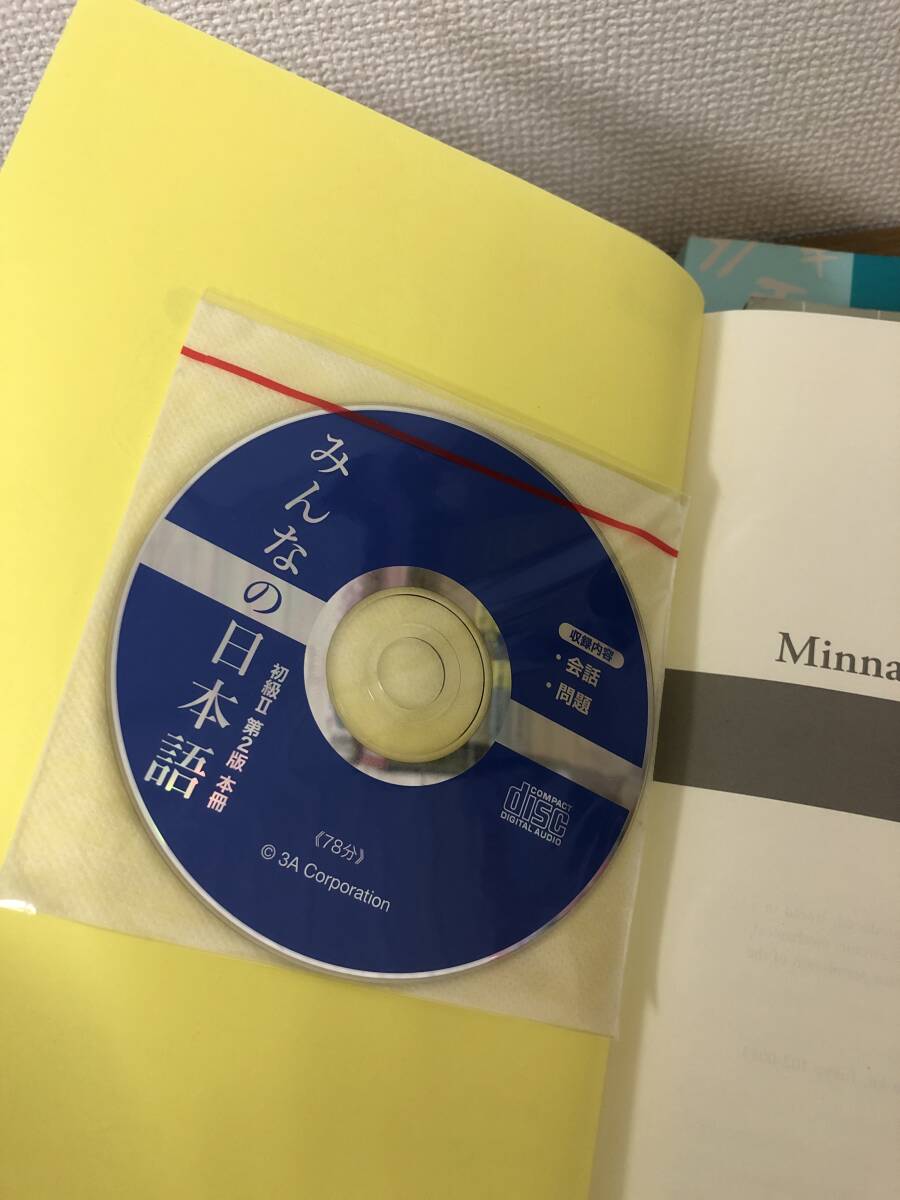 みんなの日本語
初級II 第2版 本冊
収録内容
・会話
・問題
COMPACT
disc
DIGITAL AUDIO
《78分》
© 3A Corporation
Minna